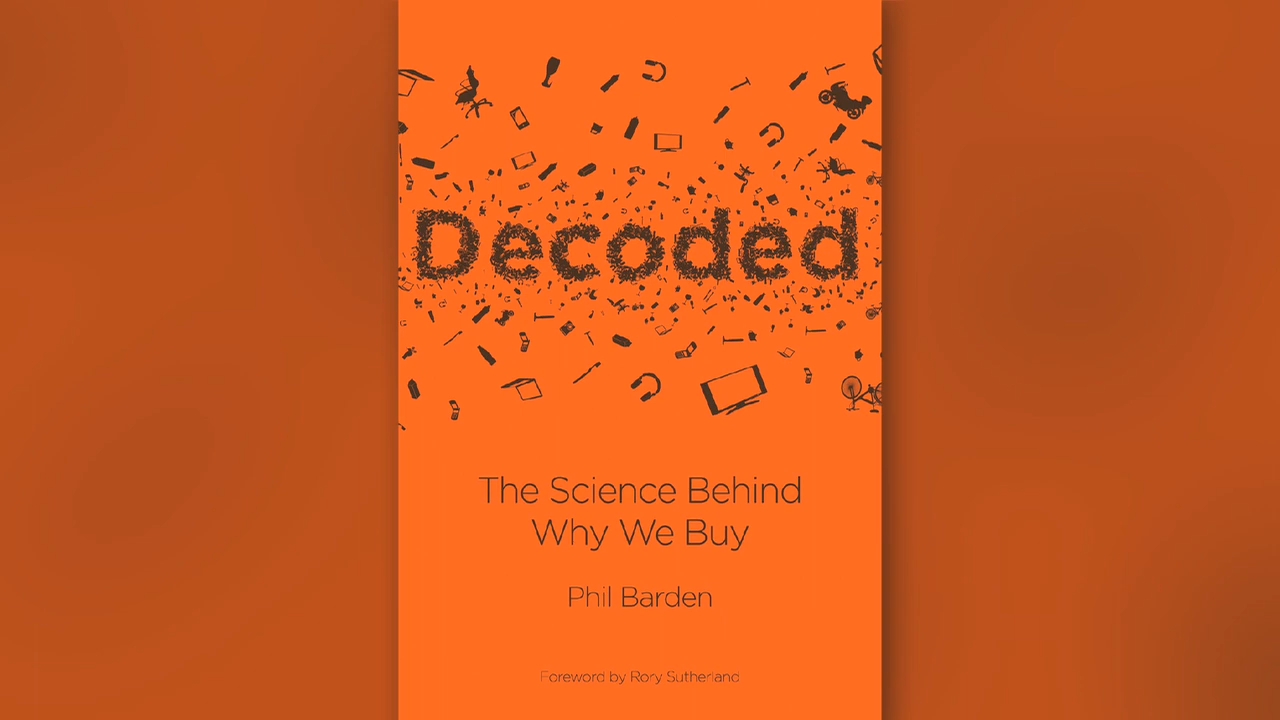 Decoded
The Science Behind
Why We Buy
Phil Barden
Foreword by Rory Sutherland